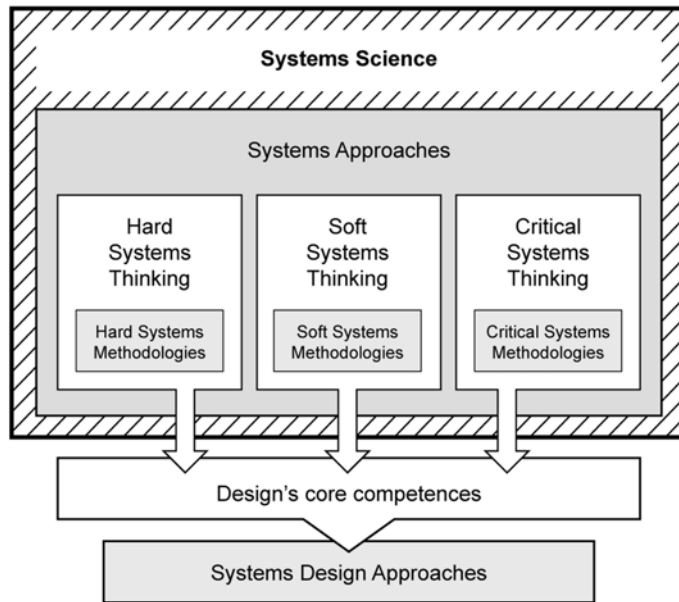 Systems Science
Systems Approaches
Hard
Systems
Thinking
Hard Systems
Methodologies
Soft
Systems
Thinking
Soft Systems
Methodologies
Critical
Systems
Thinking
Critical Systems
Methodologies
Design’s core competences
Systems Design Approaches